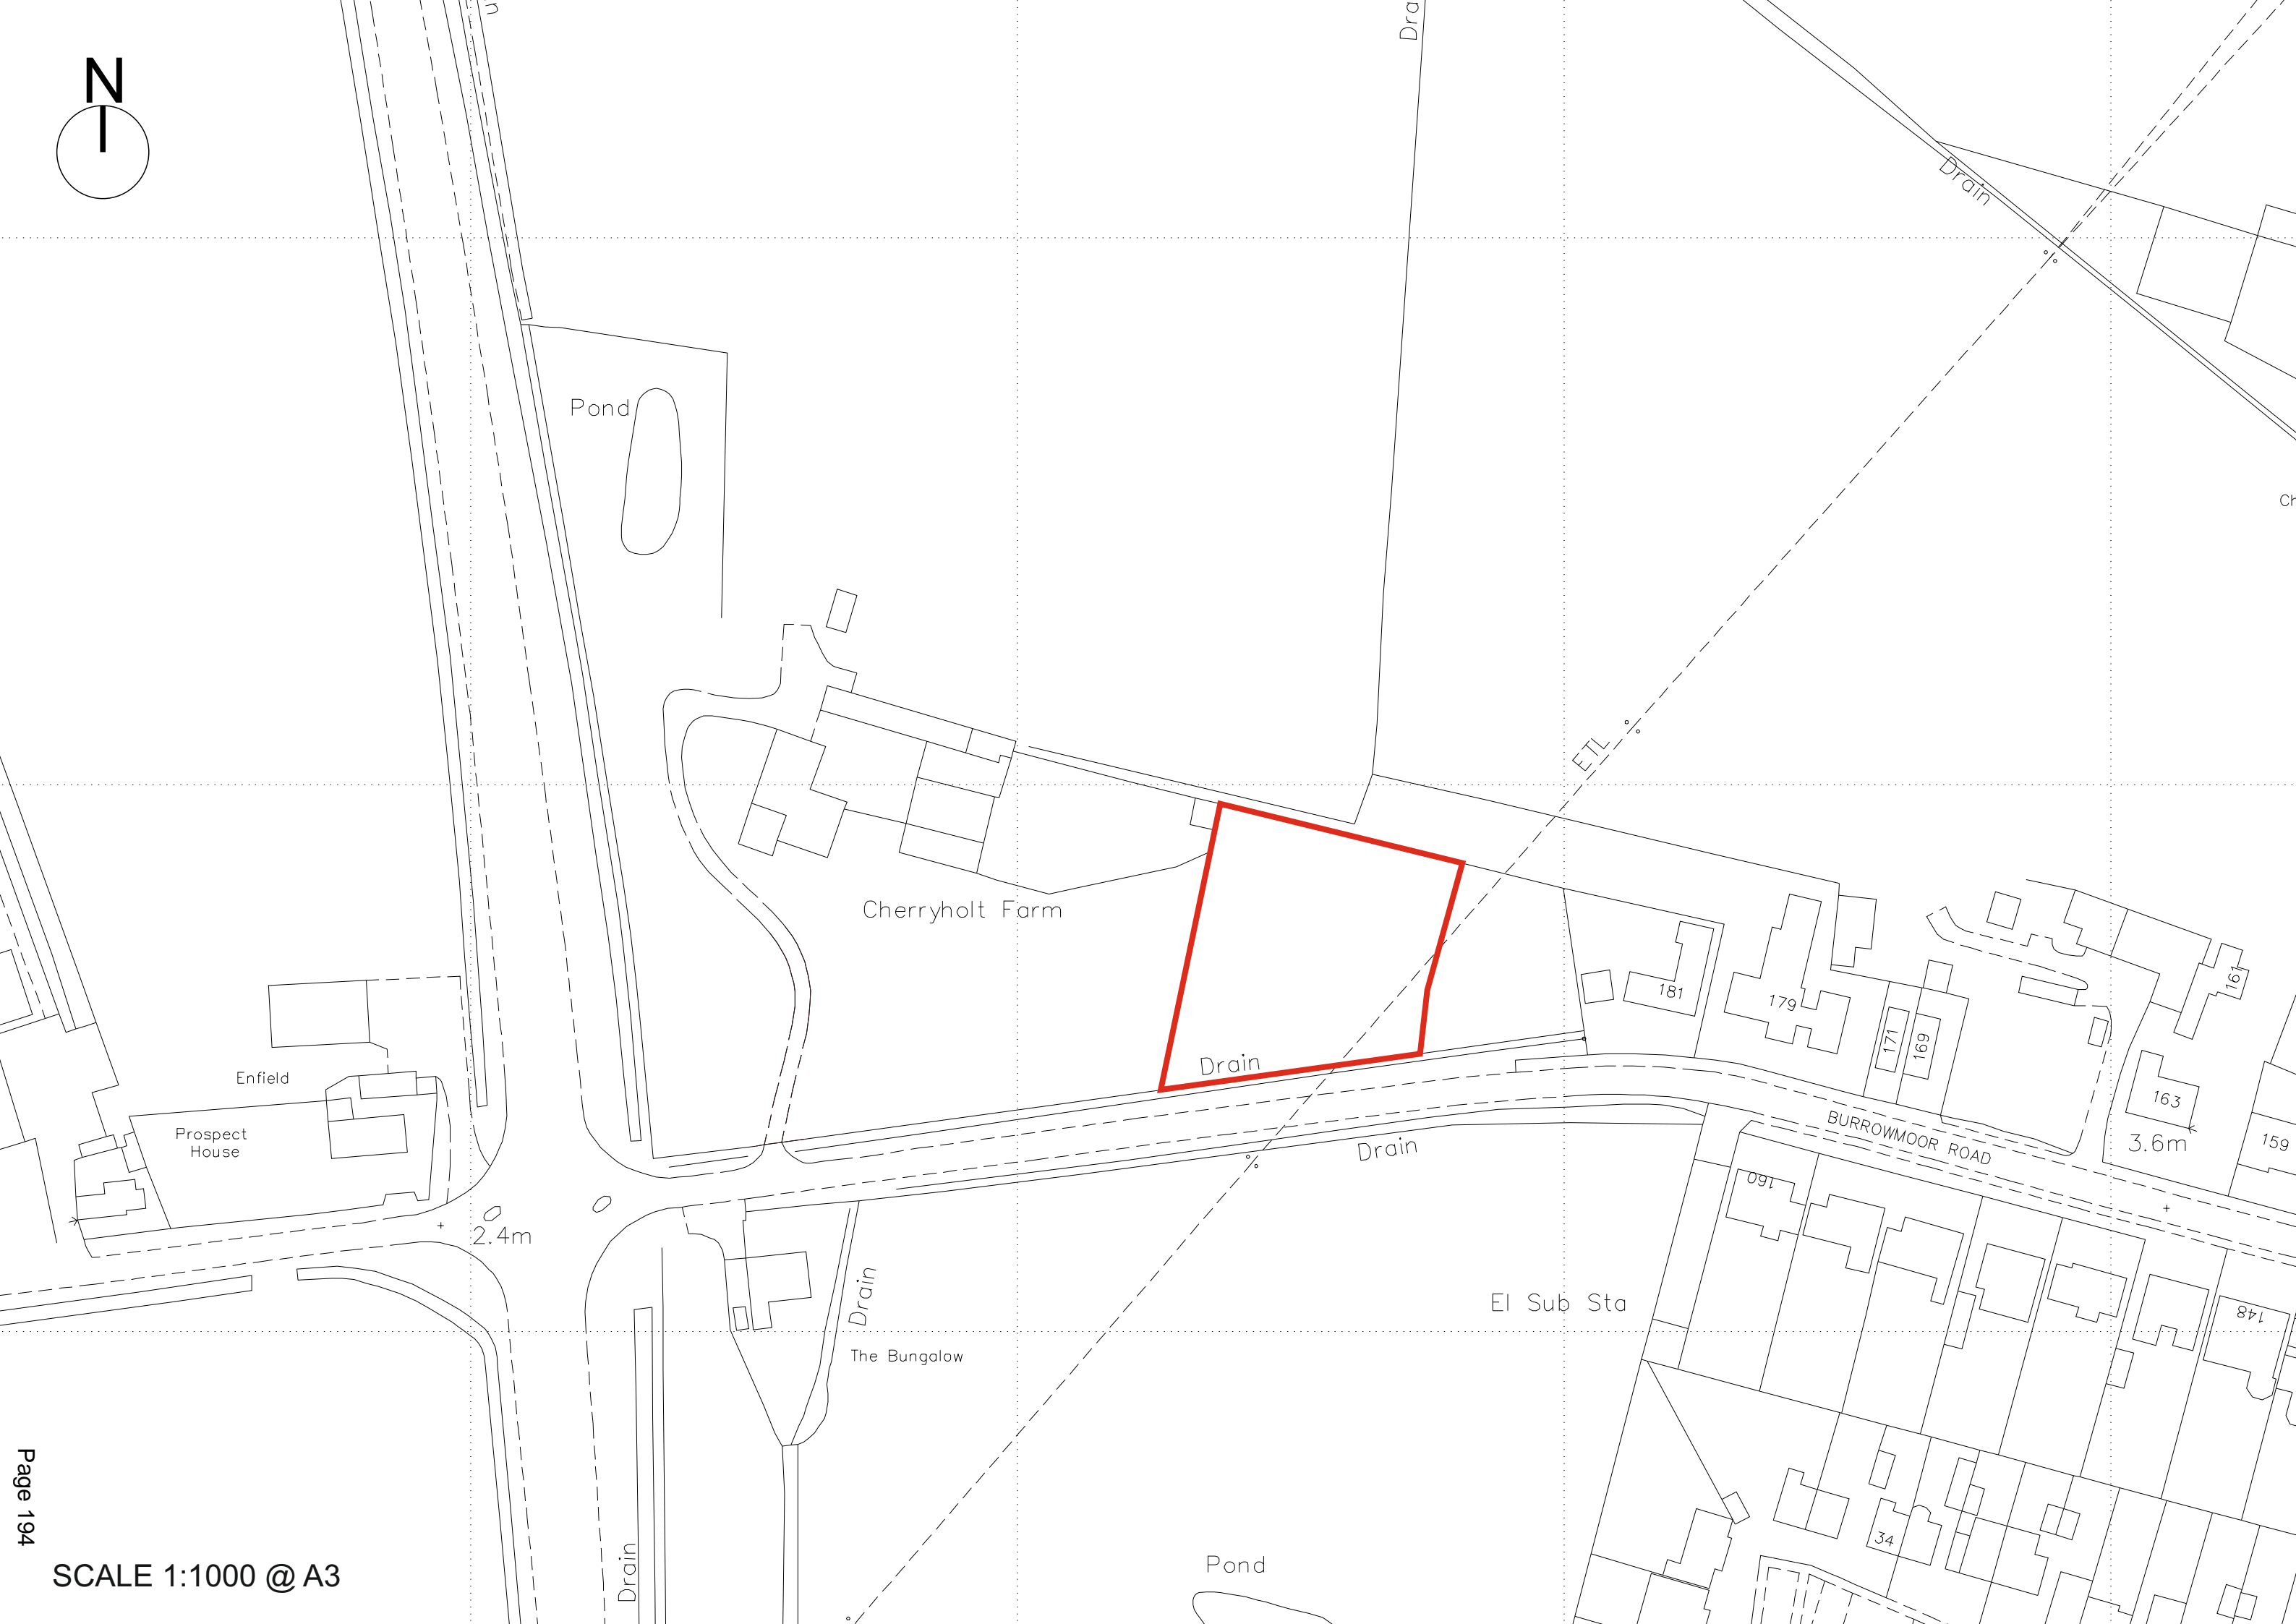 N
Drain
Pond
ETL
Cherryholt Farm
181
179
171
169
161
163
3.6m
159
Enfield
Prospect
House
Drain
Drain
BURROWMOOR ROAD
160
2.4m
Drain
El Sub Sta
148
The Bungalow
Page 194
34
Drain
Pond
SCALE 1:1000 @ A3